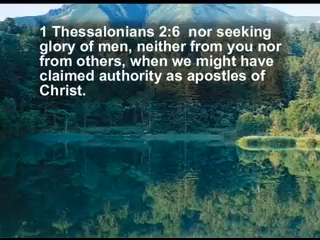 1 Thessalonians 2:6  nor seeking
glory of men, neither from you nor
from others, when we might have
claimed authority as apostles of
Christ.